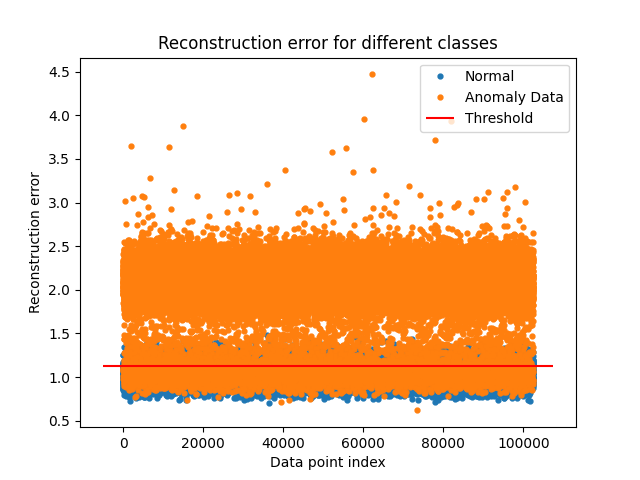 Reconstruction error for different classes
Normal
Anomaly Data
Threshold
4.5
4.0
3.5
3.0
2.5
2.0
1.5
1.0
0.5
Reconstruction error
0
20000
40000
60000
80000
100000
Data point index